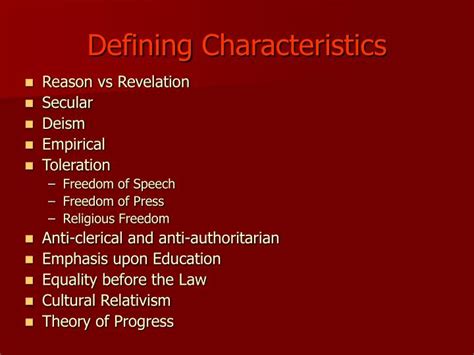 Defining Characteristics
■ Reason vs Revelation
■ Secular
■ Deism
■ Empirical
■ Toleration
– Freedom of Speech
– Freedom of Press
– Religious Freedom
■ Anti-clerical and anti-authoritarian
■ Emphasis upon Education
■ Equality before the Law
■ Cultural Relativism
■ Theory of Progress